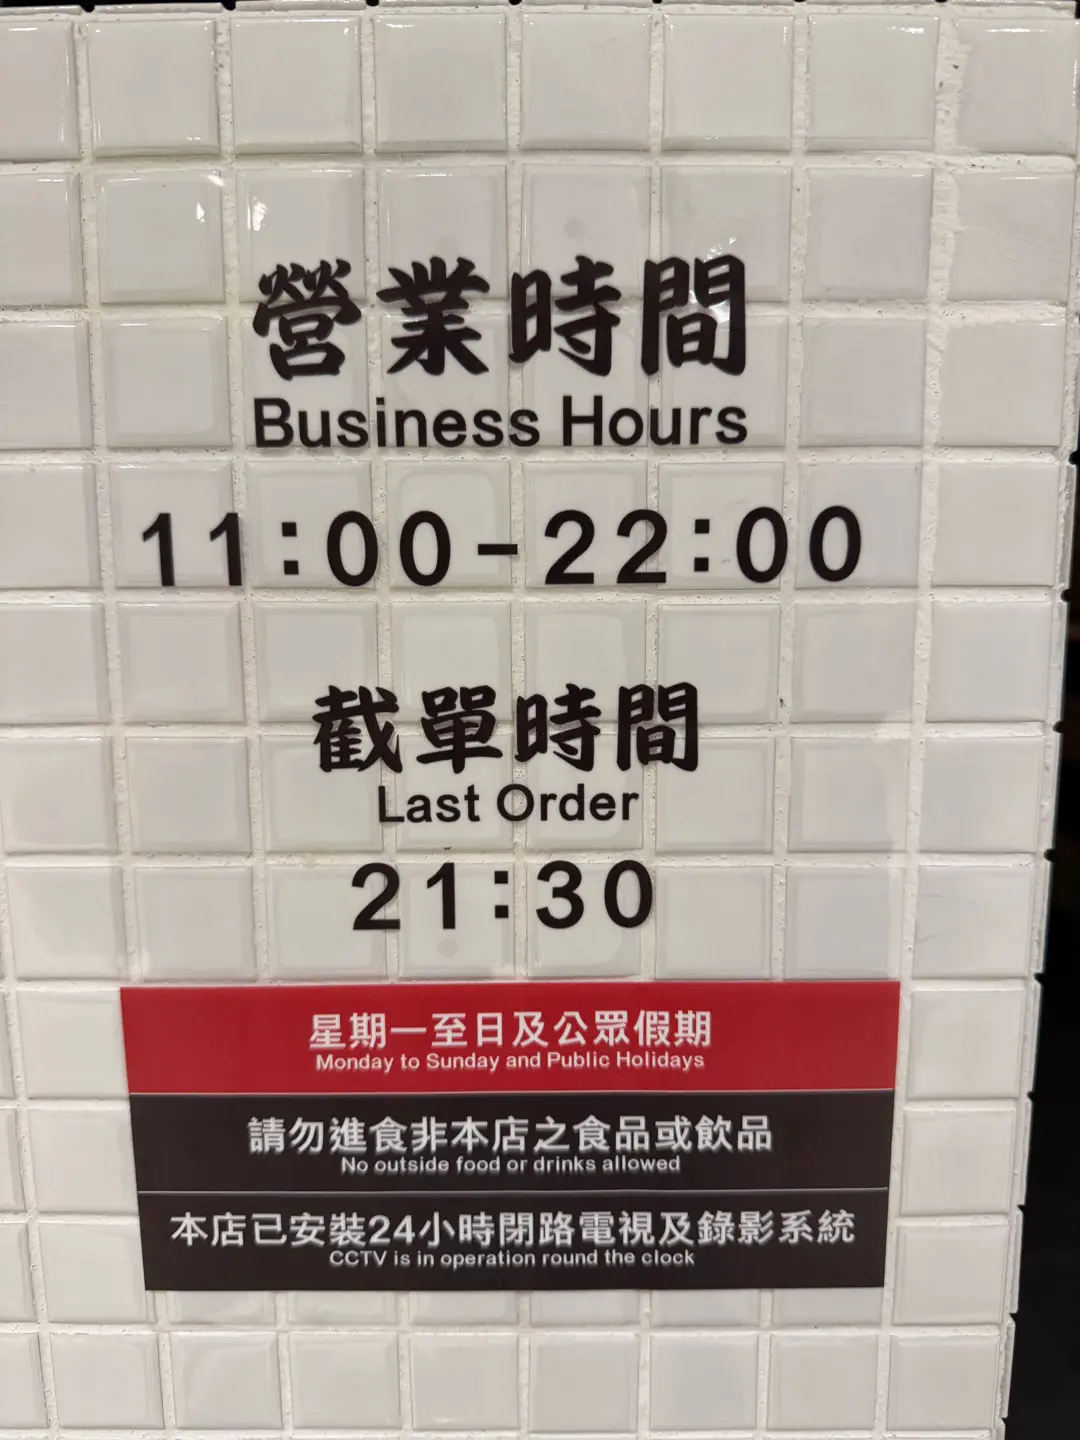 營業時間
Business Hours
11:00-22:00
截單時間
Last Order
21:30
星期一至日及公眾假期
Monday to Sunday and Public Holidays
請勿進食非本店之食品或飲品
No outside food or drinks allowed
本店已安裝24小時閉路電視及錄影系統
CCTV is in operation round the clock